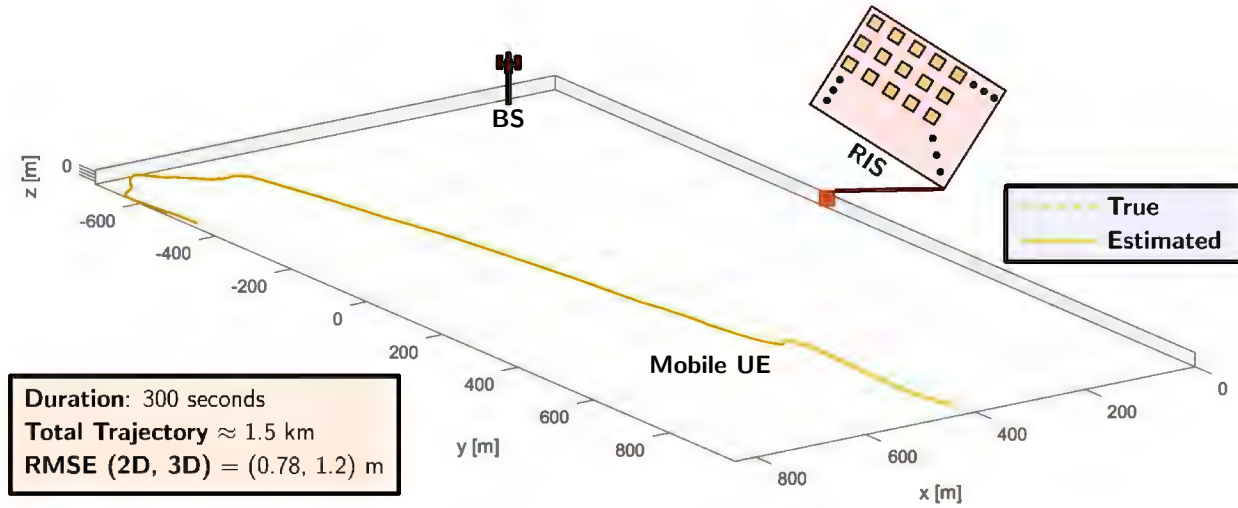 BS
RIS
True
Estimated
z [m]
0
-600
-400
-200
0
200
400
600
800
y [m]
0
200
400
600
800
x [m]
Mobile UE
Duration: 300 seconds
Total Trajectory ≈ 1.5 km
RMSE (2D, 3D) = (0.78, 1.2) m